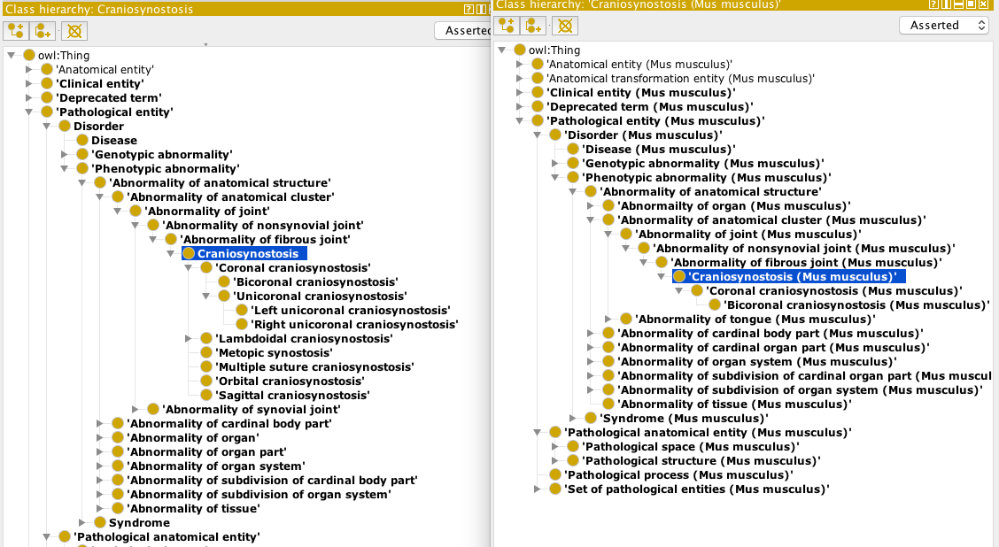 Class hierarchy: Craniosynostosis
Asserted
owl:Thing
'Anatomical entity'
'Clinical entity'
'Deprecated term'
'Pathological entity'
Disorder
Disease
'Genotypic abnormality'
'Phenotypic abnormality'
'Abnormality of anatomical structure'
'Abnormality of anatomical cluster'
'Abnormality of joint'
'Abnormality of nonsynovial joint'
'Abnormality of fibrous joint'
Craniosynostosis
'Coronal craniosynostosis'
'Bicoronal craniosynostosis'
'Unicoronal craniosynostosis'
'Left unicoronal craniosynostosis'
'Right unicoronal craniosynostosis'
'Lambdoidal craniosynostosis'
'Metopic synostosis'
'Multiple suture craniosynostosis'
'Orbital craniosynostosis'
'Sagittal craniosynostosis'
'Abnormality of synovial joint'
'Abnormality of cardinal body part'
'Abnormality of organ'
'Abnormality of organ part'
'Abnormality of organ system'
'Abnormality of subdivision of cardinal body part'
'Abnormality of subdivision of organ system'
'Abnormality of tissue'
Syndrome
'Pathological anatomical entity'
Class hierarchy: 'Craniosynostosis (Mus musculus)'
Asserted
owl:Thing
'Anatomical entity (Mus musculus)'
'Anatomical transformation entity (Mus musculus)'
'Clinical entity (Mus musculus)'
'Deprecated term (Mus musculus)'
'Pathological entity (Mus musculus)'
'Disorder (Mus musculus)'
'Disease (Mus musculus)'
'Genotypic abnormality (Mus musculus)'
'Phenotypic abnormality (Mus musculus)'
'Abnormality of anatomical structure'
'Abnormailty of organ (Mus musculus)'
'Abnormality of anatomical cluster (Mus musculus)'
'Abnormality of joint (Mus musculus)'
'Abnormality of nonsynovial joint (Mus musculus)'
'Abnormality of fibrous joint (Mus musculus)'
'Craniosynostosis (Mus musculus)'
'Coronal craniosynostosis (Mus musculus)'
'Bicoronal craniosynostosis (Mus musculus)'
'Abnormality of tongue (Mus musculus)'
'Abnormality of cardinal body part (Mus musculus)'
'Abnormality of cardinal organ part (Mus musculus)'
'Abnormality of organ system (Mus musculus)'
'Abnormality of subdivision of cardinal organ part (Mus muscul
'Abnormality of subdivision of organ system (Mus musculus)'
'Abnormality of tissue (Mus musculus)'
'Syndrome (Mus musculus)'
'Pathological anatomical entity (Mus musculus)'
'Pathological space (Mus musculus)'
'Pathological structure (Mus musculus)'
'Pathological process (Mus musculus)'
'Set of pathological entities (Mus musculus)'